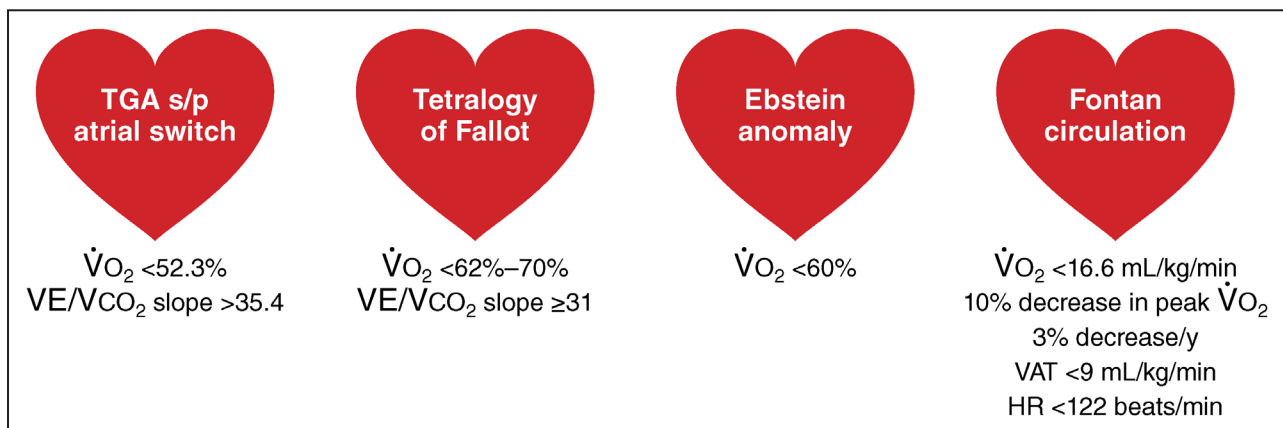 TGA s/p
atrial switch
V̇O₂ <52.3%
VE/VCO₂ slope >35.4
Tetralogy
of Fallot
V̇O₂ <62%–70%
VE/VCO₂ slope ≥31
Ebstein
anomaly
V̇O₂ <60%
Fontan
circulation
V̇O₂ <16.6 mL/kg/min
10% decrease in peak V̇O₂
3% decrease/y
VAT <9 mL/kg/min
HR <122 beats/min